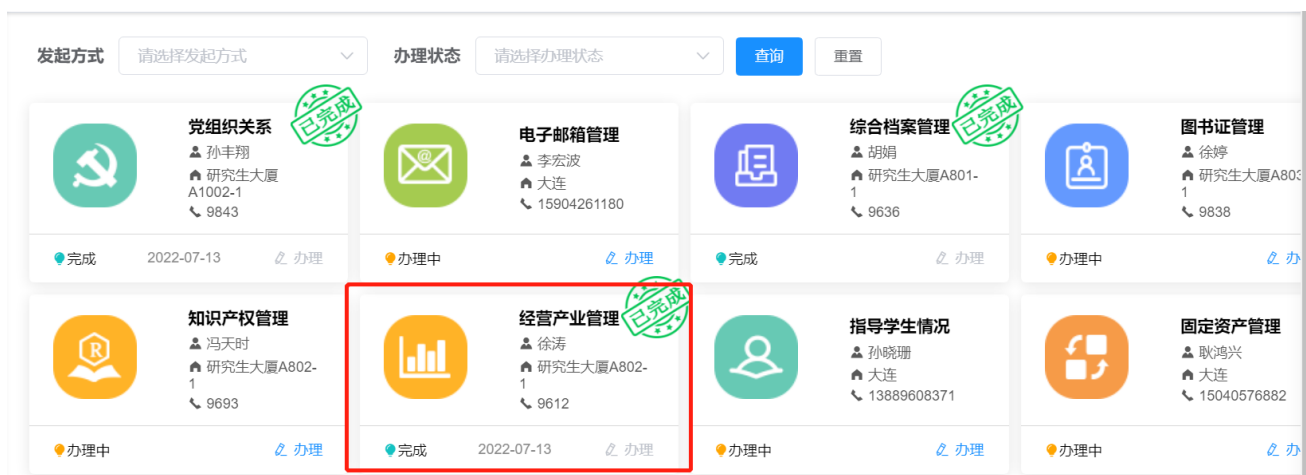 发起方式 请选择发起方式 办理状态 请选择办理状态 查询 重置
党组织关系
孙丰翔
研究生大厦
A1002-1
9843
已完成
完成 2022-07-13 办理
电子邮箱管理
李宏波
大连
15904261180
办理中 办理
综合档案管理
胡娟
研究生大厦A801-
1
9636
已完成
完成 办理
图书证管理
徐婷
研究生大厦A803
1
9838
办理中 办
知识产权管理
冯天时
研究生大厦A802-
1
9693
办理中 办理
经营产业管理
徐涛
研究生大厦A802-
1
9612
已完成
完成 2022-07-13 办理
指导学生情况
孙晓珊
大连
13889608371
办理中 办理
固定资产管理
耿鸿兴
大连
15040576882
办理中 办